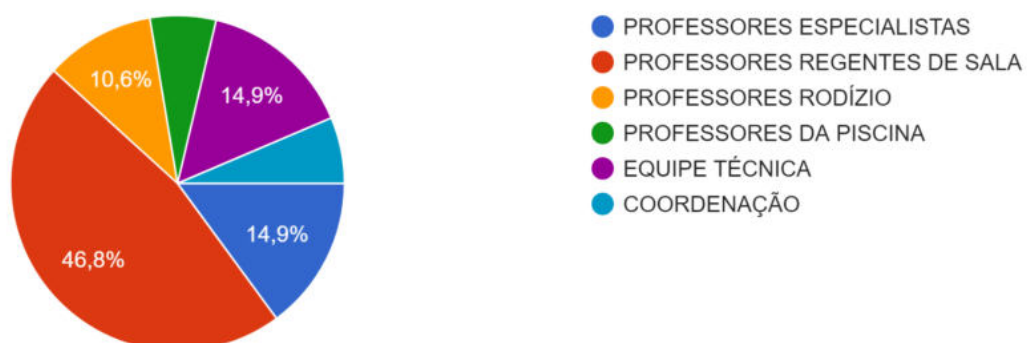 10,6%
14,9%
14,9%
46,8%
PROFESSORES ESPECIALISTAS
PROFESSORES REGENTES DE SALA
PROFESSORES RODÍZIO
PROFESSORES DA PISCINA
EQUIPE TÉCNICA
COORDENAÇÃO